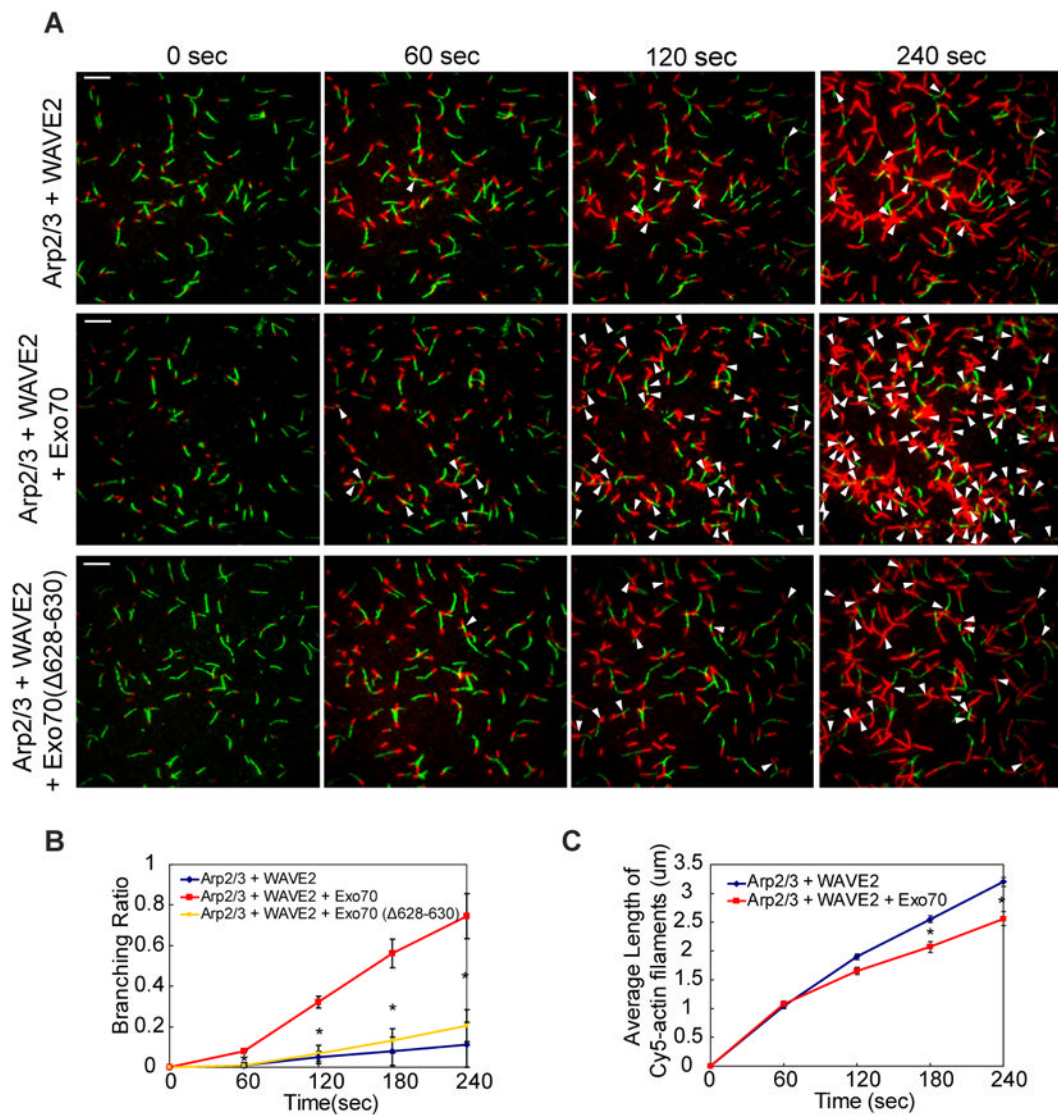 A
0 sec 60 sec 120 sec 240 sec
Arp2/3 + WAVE2
Arp2/3 + WAVE2
+ Exo70
Arp2/3 + WAVE2
+ Exo70(Δ628-630)
B
Branching Ratio
1
0.8
0.6
0.4
0.2
0
Arp2/3 + WAVE2
Arp2/3 + WAVE2 + Exo70
Arp2/3 + WAVE2 + Exo70 (Δ628-630)
*
*
*
*
0 60 120 180 240
Time(sec)
C
Average Length of
Cy5-actin filaments (um)
3.5
3
2.5
2
1.5
1
0.5
0
Arp2/3 + WAVE2
Arp2/3 + WAVE2 + Exo70
*
*
0 60 120 180 240
Time (sec)